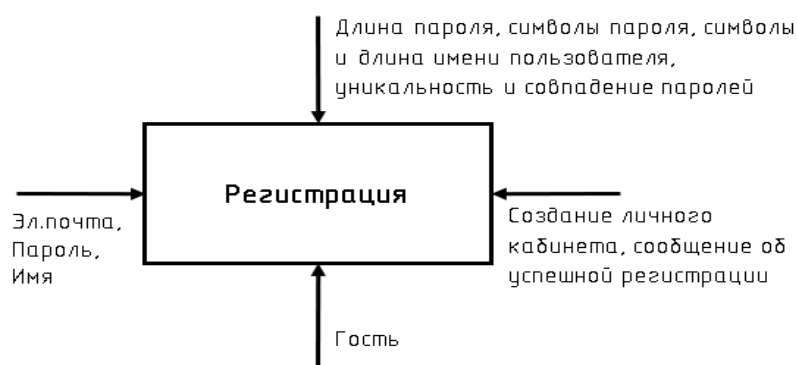 Длина пароля, символы пароля, символы
и длина имени пользователя,
уникальность и совпадение паролей
Регистрация
Эл.почта,
Пароль,
Имя
Создание личного
кабинета, сообщение об
успешной регистрации
Гость